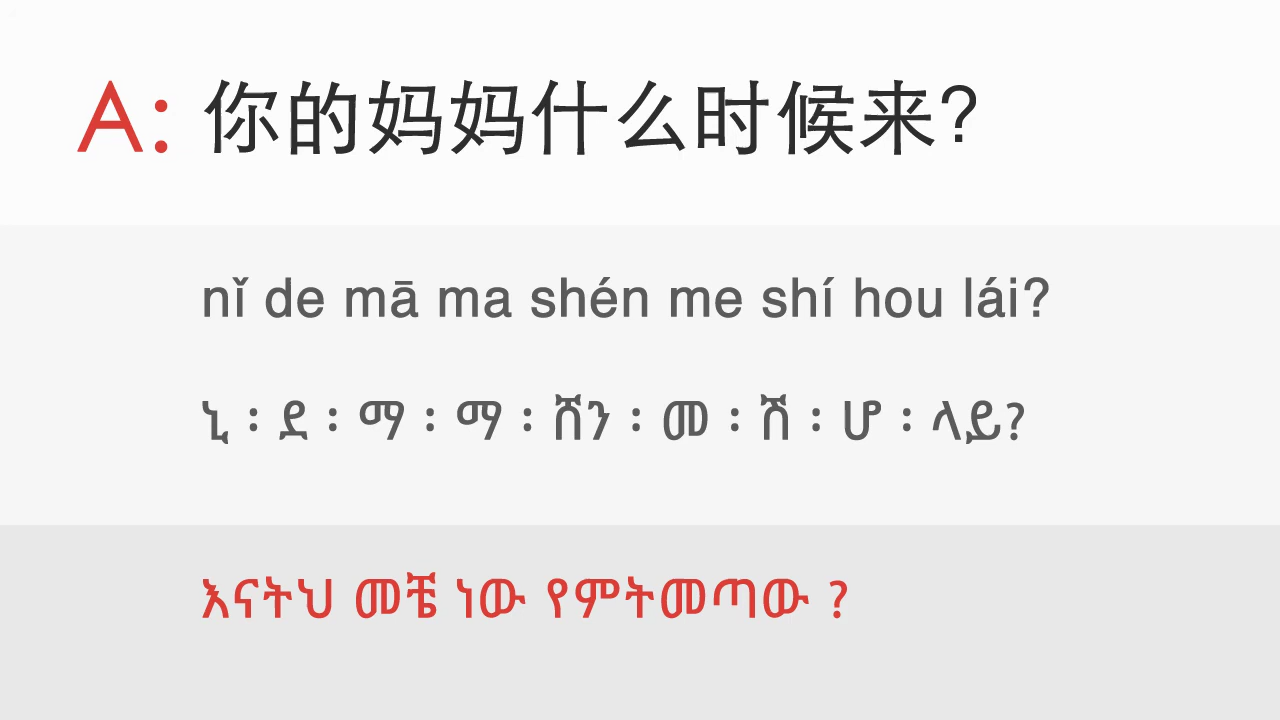 A: 你的妈妈什么时候来?
nǐ de mā ma shén me shí hou lái?
ኒ ፡ ደ ፡ ማ ፡ ማ ፡ ሸን ፡ መ ፡ ሽ ፡ ሆ ፡ ላይ?
እናትህ መቼ ነው የምትመጣው ?